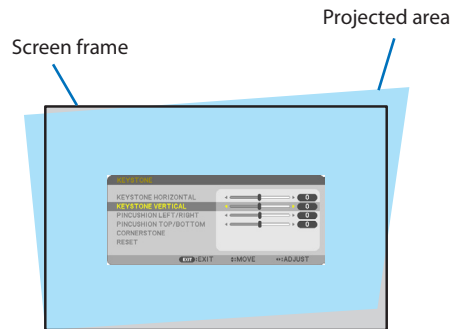 Projected area
Screen frame
KEYSTONE
KEYSTONE HORIZONTAL 0
KEYSTONE VERTICAL 0
PINCUSHION LEFT/RIGHT 0
PINCUSHION TOP/BOTTOM 0
CORNERSTONE
RESET
EXIT :EXIT ↕:MOVE ↔:ADJUST